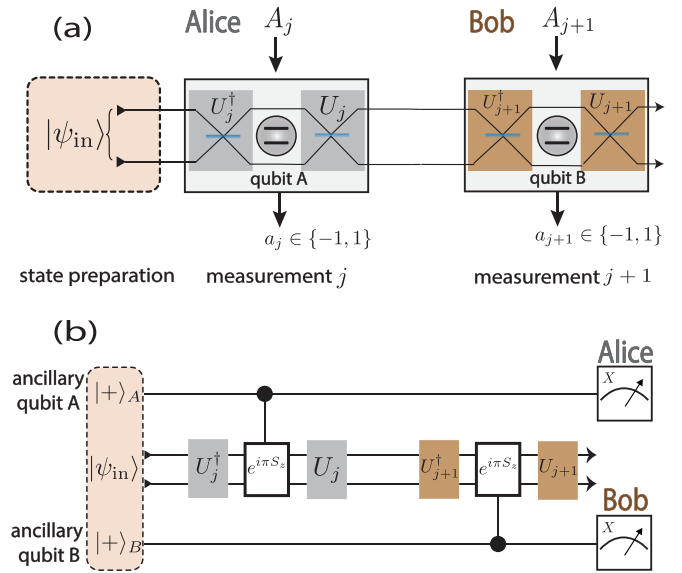 (a)
Alice
A_j
Bob
A_{j+1}
|ψ_in⟩
U_j^†
U_j
U_{j+1}^†
U_{j+1}
qubit A
qubit B
a_j ∈ {−1, 1}
a_{j+1} ∈ {−1, 1}
state preparation
measurement j
measurement j + 1
(b)
Alice
ancillary
qubit A
|+⟩_A
X
|ψ_in⟩
U_j^†
e^{iπS_z}
U_j
U_{j+1}^†
e^{iπS_z}
U_{j+1}
Bob
ancillary
qubit B
|+⟩_B
X